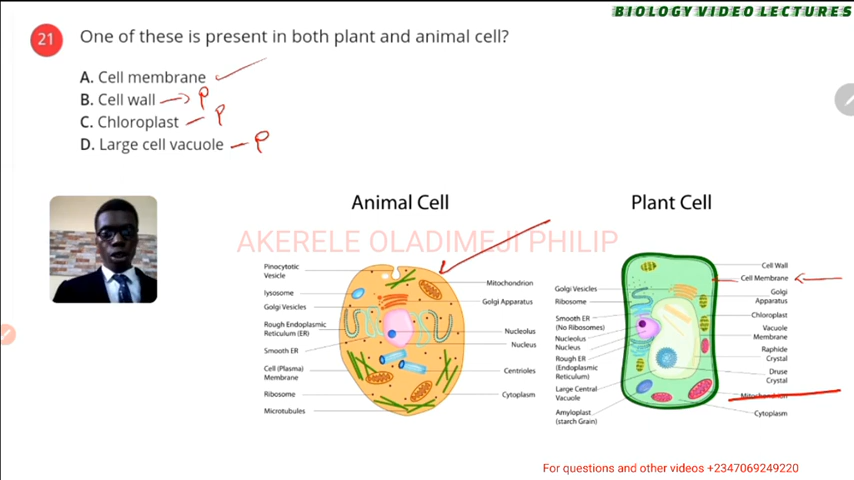 BIOLOGY VIDEO LECTURES
21 One of these is present in both plant and animal cell?
A. Cell membrane
B. Cell wall P
C. Chloroplast P
D. Large cell vacuole P
Animal Cell
Plant Cell
AKERELE OLADIMEJI PHILIP
Pinocytotic
Vesicle
lysosome
Golgi Vesicles
Rough Endoplasmic
Reticulum (ER)
Smooth ER
Cell (Plasma)
Membrane
Ribosome
Microtubules
Mitochondrion
Golgi Apparatus
Nucleolus
Nucleus
Centrioles
Cytoplasm
Golgi Vesicles
Ribosome
Smooth ER
(No Ribosomes)
Nucleolus
Nucleus
Rough ER
(Endoplasmic
Reticulum)
Large Central
Vacuole
Amyloplast
(starch Grain)
Cell Wall
Cell Membrane
Golgi
Apparatus
Chloroplast
Vacuole
Membrane
Raphide
Crystal
Druse
Crystal
Mitochondrion
Cytoplasm
For questions and other videos +2347069249220